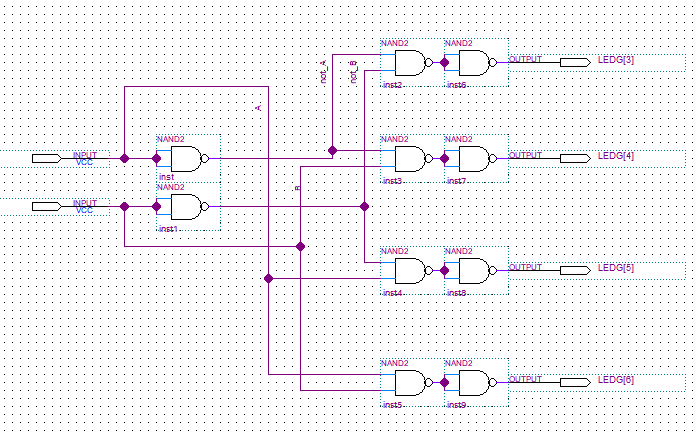 NAND2 NAND2
OUTPUT LEDG[3]
not_A
not_B
inst2 inst6
A
NAND2 NAND2 NAND2
INPUT
VCC
OUTPUT LEDG[4]
inst
inst3 inst7
NAND2
B
INPUT
VCC
inst1
NAND2 NAND2
OUTPUT LEDG[5]
inst4 inst8
NAND2 NAND2
OUTPUT LEDG[6]
inst5 inst9